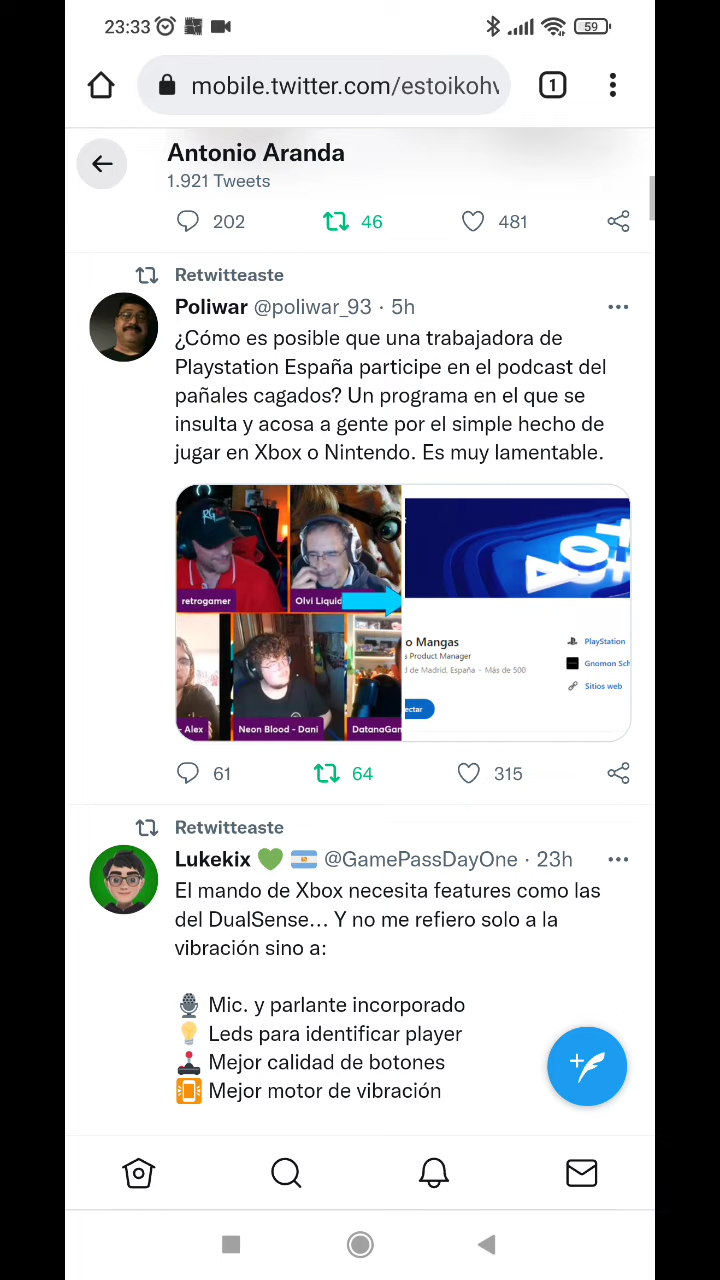 23:33
59
mobile.twitter.com/estoikohv
1
Antonio Aranda
1.921 Tweets
202 46 481
Retwitteaste
Poliwar @poliwar_93 · 5h
¿Cómo es posible que una trabajadora de
Playstation España participe en el podcast del
pañales cagados? Un programa en el que se
insulta y acosa a gente por el simple hecho de
jugar en Xbox o Nintendo. Es muy lamentable.
RG
retrogamer
Olvi Liquid
- Alex
Neon Blood - Dani
DatanaGam
o Mangas
s Product Manager
d de Madrid, España · Más de 500
ectar
PlayStation
Gnomon Sch
Sitios web
61 64 315
Retwitteaste
Lukekix 💚 🇦🇷 @GamePassDayOne · 23h
El mando de Xbox necesita features como las
del DualSense... Y no me refiero solo a la
vibración sino a:
🎙️ Mic. y parlante incorporado
💡 Leds para identificar player
🕹️ Mejor calidad de botones
📳 Mejor motor de vibración